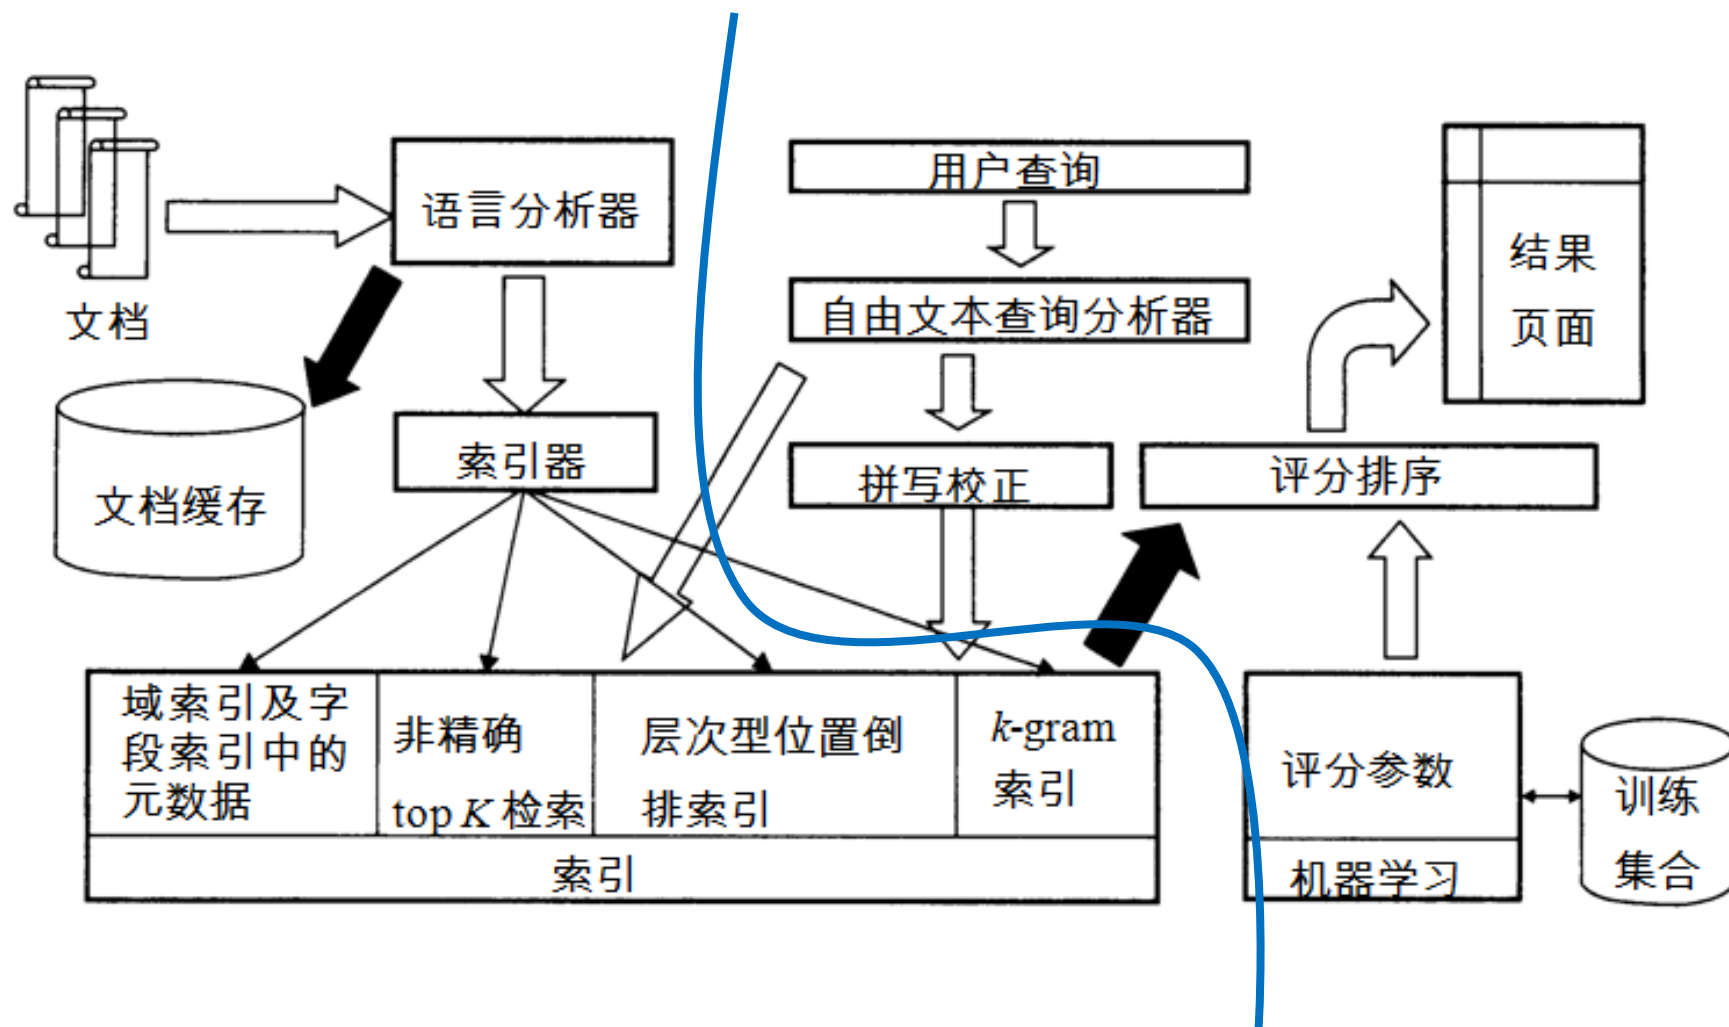 文档
语言分析器
索引器
文档缓存
用户查询
自由文本查询分析器
拼写校正
评分排序
结果
页面
域索引及字
段索引中的
元数据
非精确
top K 检索
层次型位置倒
排索引
k-gram
索引
索引
评分参数
机器学习
训练
集合